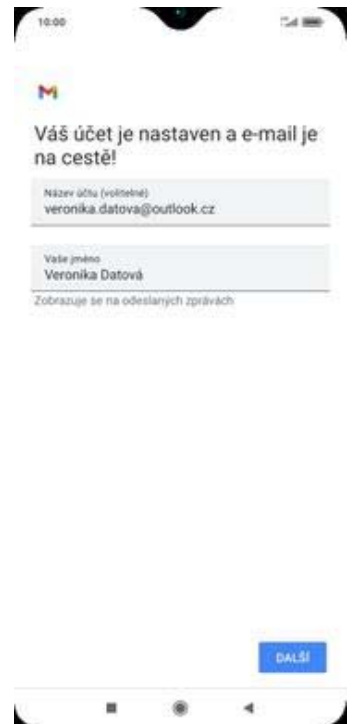 10:00
Váš účet je nastaven a e-mail je
na cestě!
Název účtu (volitelné)
veronika.datova@outlook.cz
Vaše jméno
Veronika Datová
Zobrazuje se na odeslaných zprávách
DALŠÍ